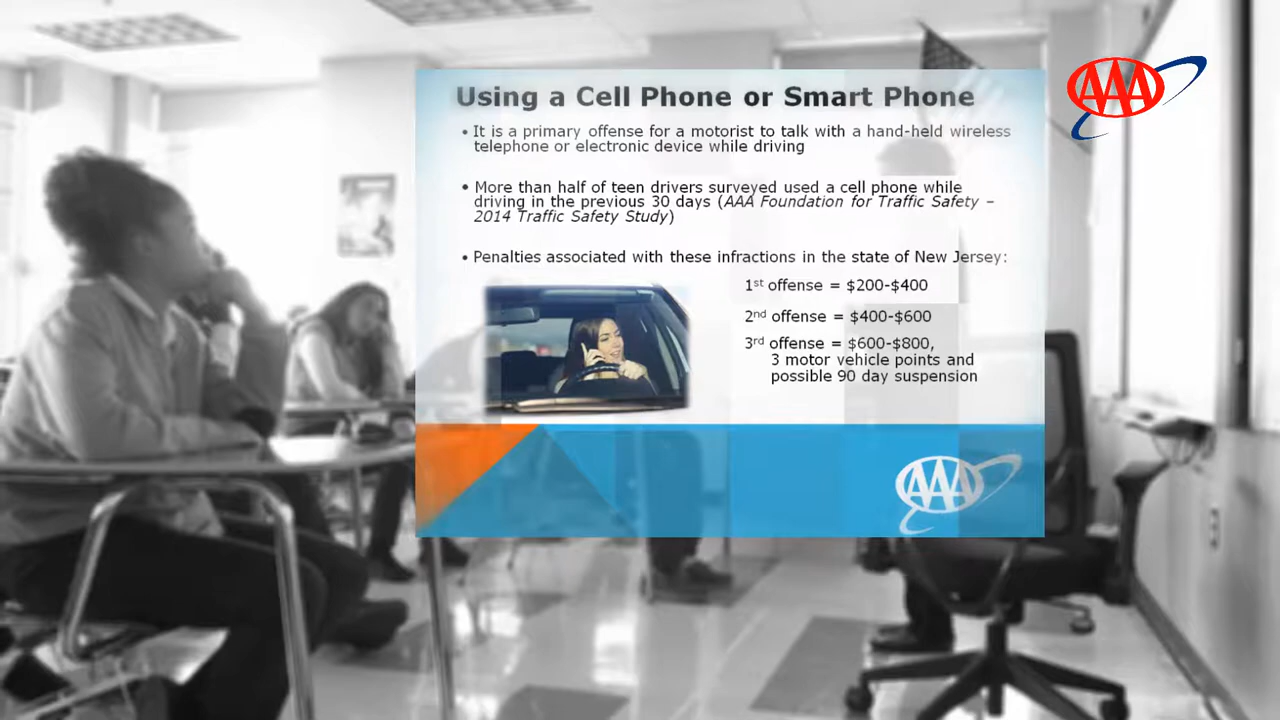 AAA
Using a Cell Phone or Smart Phone
• It is a primary offense for a motorist to talk with a hand-held wireless
telephone or electronic device while driving
• More than half of teen drivers surveyed used a cell phone while
driving in the previous 30 days (AAA Foundation for Traffic Safety –
2014 Traffic Safety Study)
• Penalties associated with these infractions in the state of New Jersey:
1st offense = $200-$400
2nd offense = $400-$600
3rd offense = $600-$800,
3 motor vehicle points and
possible 90 day suspension
AAA